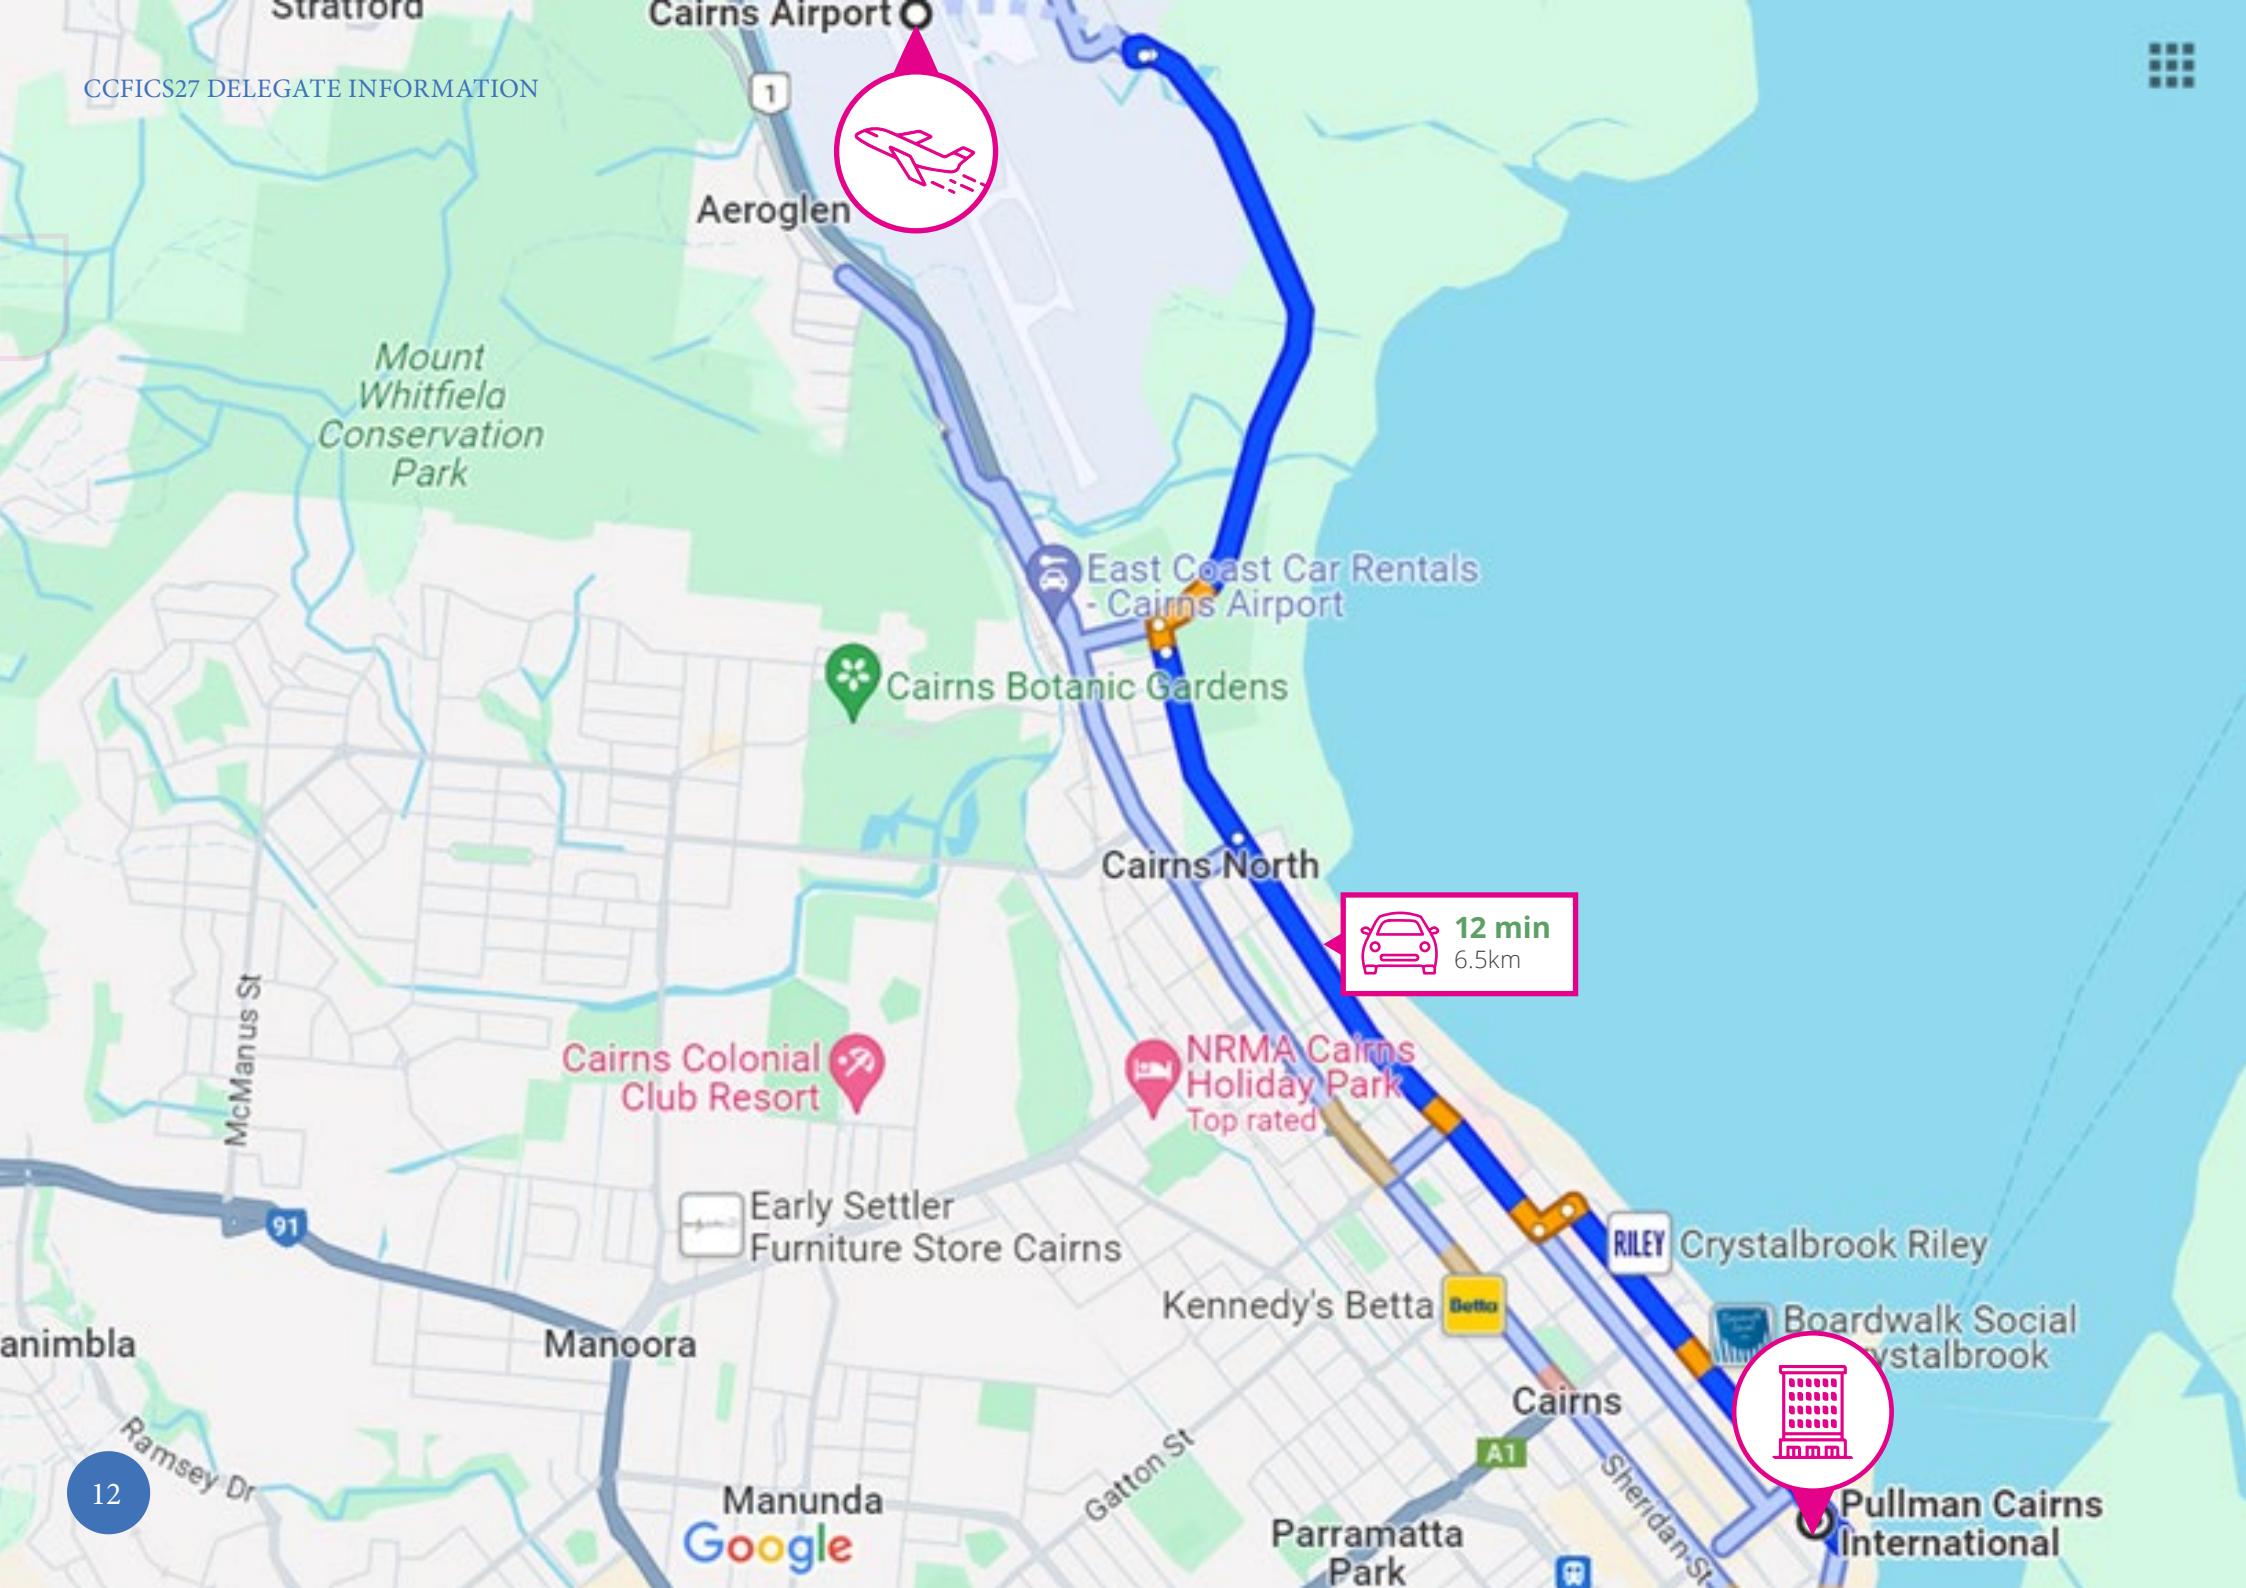 Stratford
Cairns Airport
CCFICS27 DELEGATE INFORMATION
1
Aeroglen
Mount
Whitfield
Conservation
Park
East Coast Car Rentals
- Cairns Airport
Cairns Botanic Gardens
Cairns North
12 min
6.5km
McManus St
Cairns Colonial
Club Resort
NRMA Cairns
Holiday Park
Top rated
91
Early Settler
Furniture Store Cairns
RILEY
Crystalbrook Riley
Kennedy's Betta
Betta
Boardwalk Social
ystalbrook
animbla
Manoora
Cairns
A1
Ramsey Dr
12
Manunda
Google
Gatton St
Sheridan St
Parramatta
Park
Pullman Cairns
International